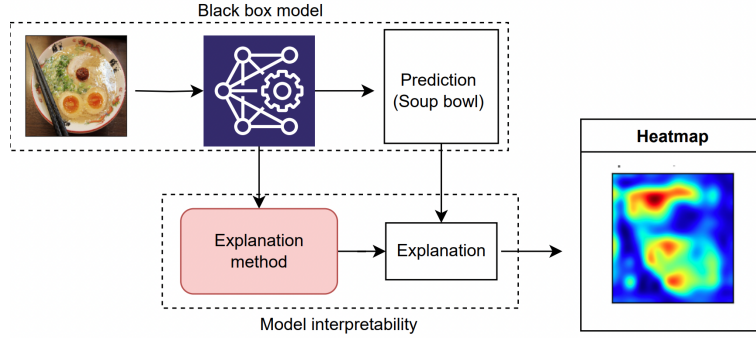 Black box model
Prediction
(Soup bowl)
Heatmap
Explanation
method
Explanation
Model interpretability